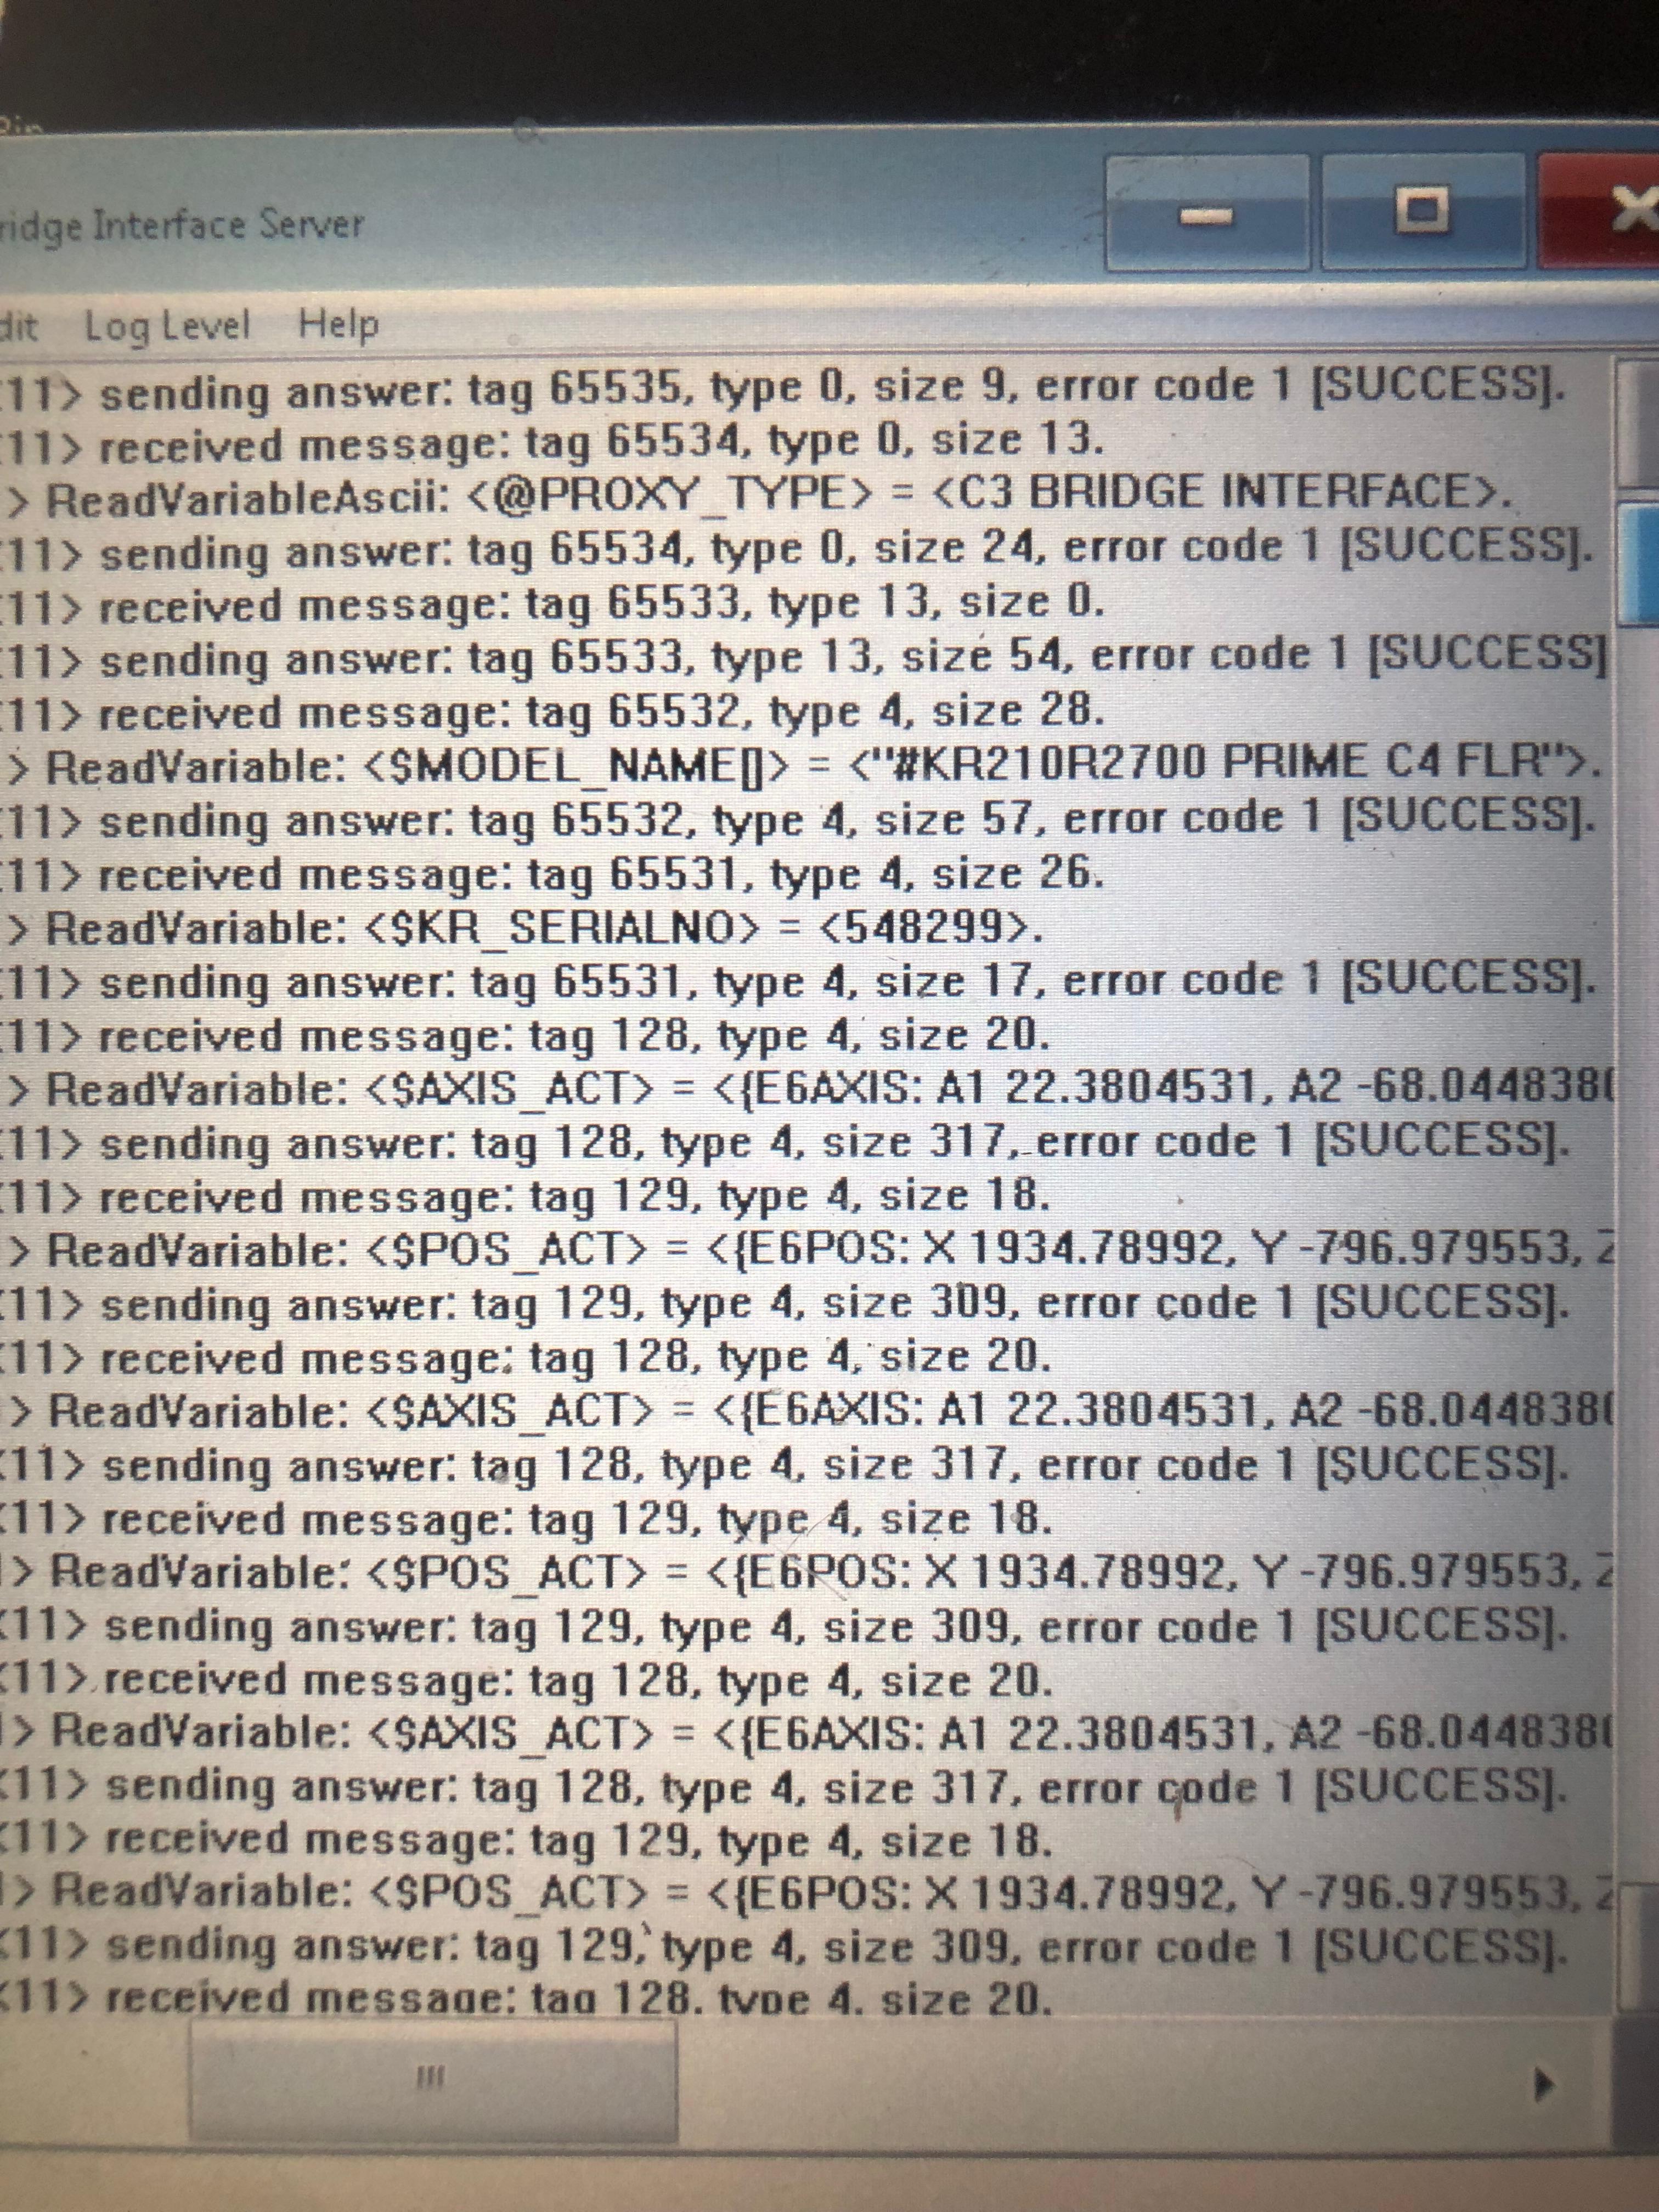 ridge Interface Server
dit Log Level Help
11> sending answer: tag 65535, type 0, size 9, error code 1 [SUCCESS].
11> received message: tag 65534, type 0, size 13.
> ReadVariableAscii: <@PROXY_TYPE> = <C3 BRIDGE INTERFACE>.
11> sending answer: tag 65534, type 0, size 24, error code 1 [SUCCESS].
11> received message: tag 65533, type 13, size 0.
11> sending answer: tag 65533, type 13, size 54, error code 1 [SUCCESS]
11> received message: tag 65532, type 4, size 28.
> ReadVariable: <$MODEL_NAME[]> = <"#KR210R2700 PRIME C4 FLR">.
11> sending answer: tag 65532, type 4, size 57, error code 1 [SUCCESS].
11> received message: tag 65531, type 4, size 26.
> ReadVariable: <$KR_SERIALNO> = <548299>.
11> sending answer: tag 65531, type 4, size 17, error code 1 [SUCCESS].
11> received message: tag 128, type 4, size 20.
> ReadVariable: <$AXIS_ACT> = <{E6AXIS: A1 22.3804531, A2 -68.0448380
11> sending answer: tag 128, type 4, size 317, error code 1 [SUCCESS].
11> received message: tag 129, type 4, size 18.
> ReadVariable: <$POS_ACT> = <{E6POS: X 1934.78992, Y -796.979553, Z
11> sending answer: tag 129, type 4, size 309, error code 1 [SUCCESS].
11> received message: tag 128, type 4, size 20.
> ReadVariable: <$AXIS_ACT> = <{E6AXIS: A1 22.3804531, A2 -68.0448380
11> sending answer: tag 128, type 4, size 317, error code 1 [SUCCESS].
11> received message: tag 129, type 4, size 18.
> ReadVariable: <$POS_ACT> = <{E6POS: X 1934.78992, Y -796.979553, Z
11> sending answer: tag 129, type 4, size 309, error code 1 [SUCCESS].
<11> received message: tag 128, type 4, size 20.
> ReadVariable: <$AXIS_ACT> = <{E6AXIS: A1 22.3804531, A2 -68.0448380
<11> sending answer: tag 128, type 4, size 317, error code 1 [SUCCESS].
<11> received message: tag 129, type 4, size 18.
> ReadVariable: <$POS_ACT> = <{E6POS: X 1934.78992, Y -796.979553, Z
<11> sending answer: tag 129, type 4, size 309, error code 1 [SUCCESS].
<11> received message: tag 128, type 4, size 20.